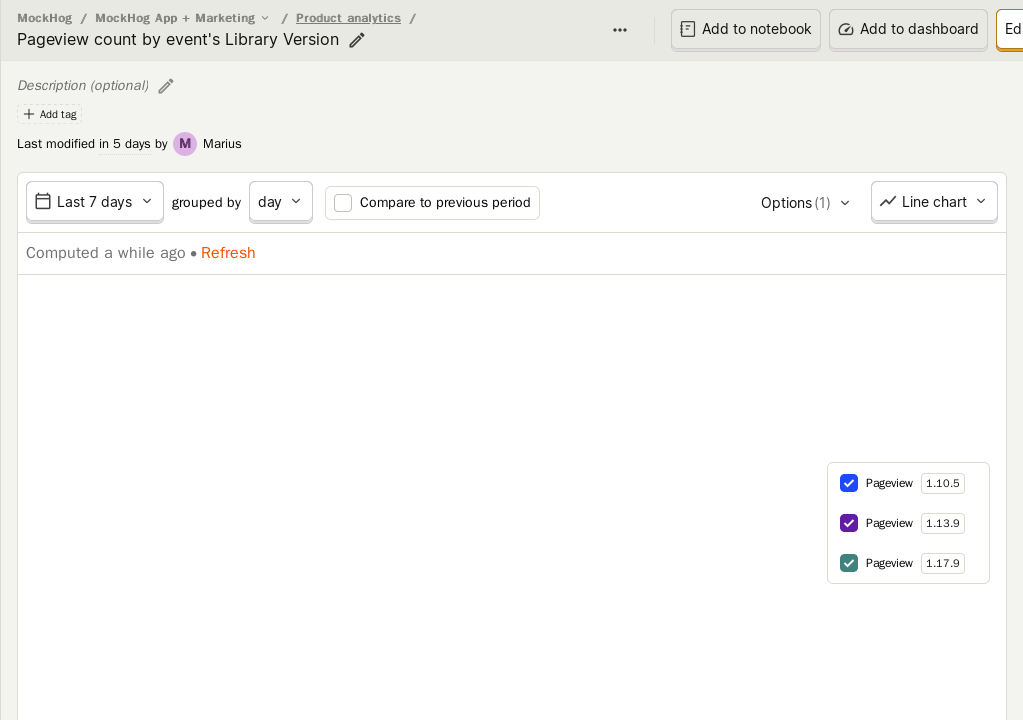 MockHog / MockHog App + Marketing / Product analytics /
Pageview count by event's Library Version
Add to notebook
Add to dashboard
Ed
Description (optional)
Add tag
Last modified in 5 days by M Marius
Last 7 days grouped by day Compare to previous period Options (1) Line chart
Computed a while ago • Refresh
Pageview 1.10.5
Pageview 1.13.9
Pageview 1.17.9